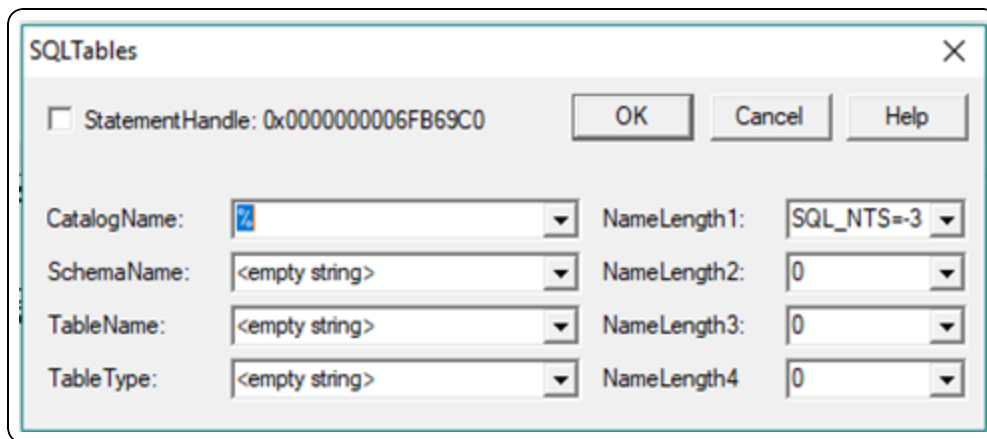 SQLTables
StatementHandle: 0x0000000006FB69C0 OK Cancel Help
CatalogName: % NameLength1: SQL_NTS=-3
SchemaName: <empty string> NameLength2: 0
TableName: <empty string> NameLength3: 0
TableType: <empty string> NameLength4 0